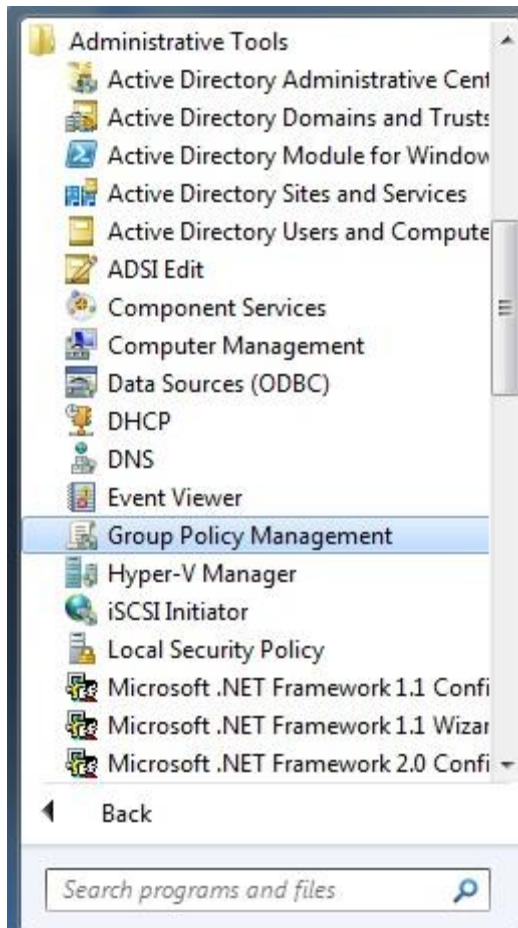 Administrative Tools
Active Directory Administrative Cent
Active Directory Domains and Trusts
Active Directory Module for Window
Active Directory Sites and Services
Active Directory Users and Compute
ADSI Edit
Component Services
Computer Management
Data Sources (ODBC)
DHCP
DNS
Event Viewer
Group Policy Management
Hyper-V Manager
iSCSI Initiator
Local Security Policy
Microsoft .NET Framework 1.1 Confi
Microsoft .NET Framework 1.1 Wizar
Microsoft .NET Framework 2.0 Confi
Back
Search programs and files